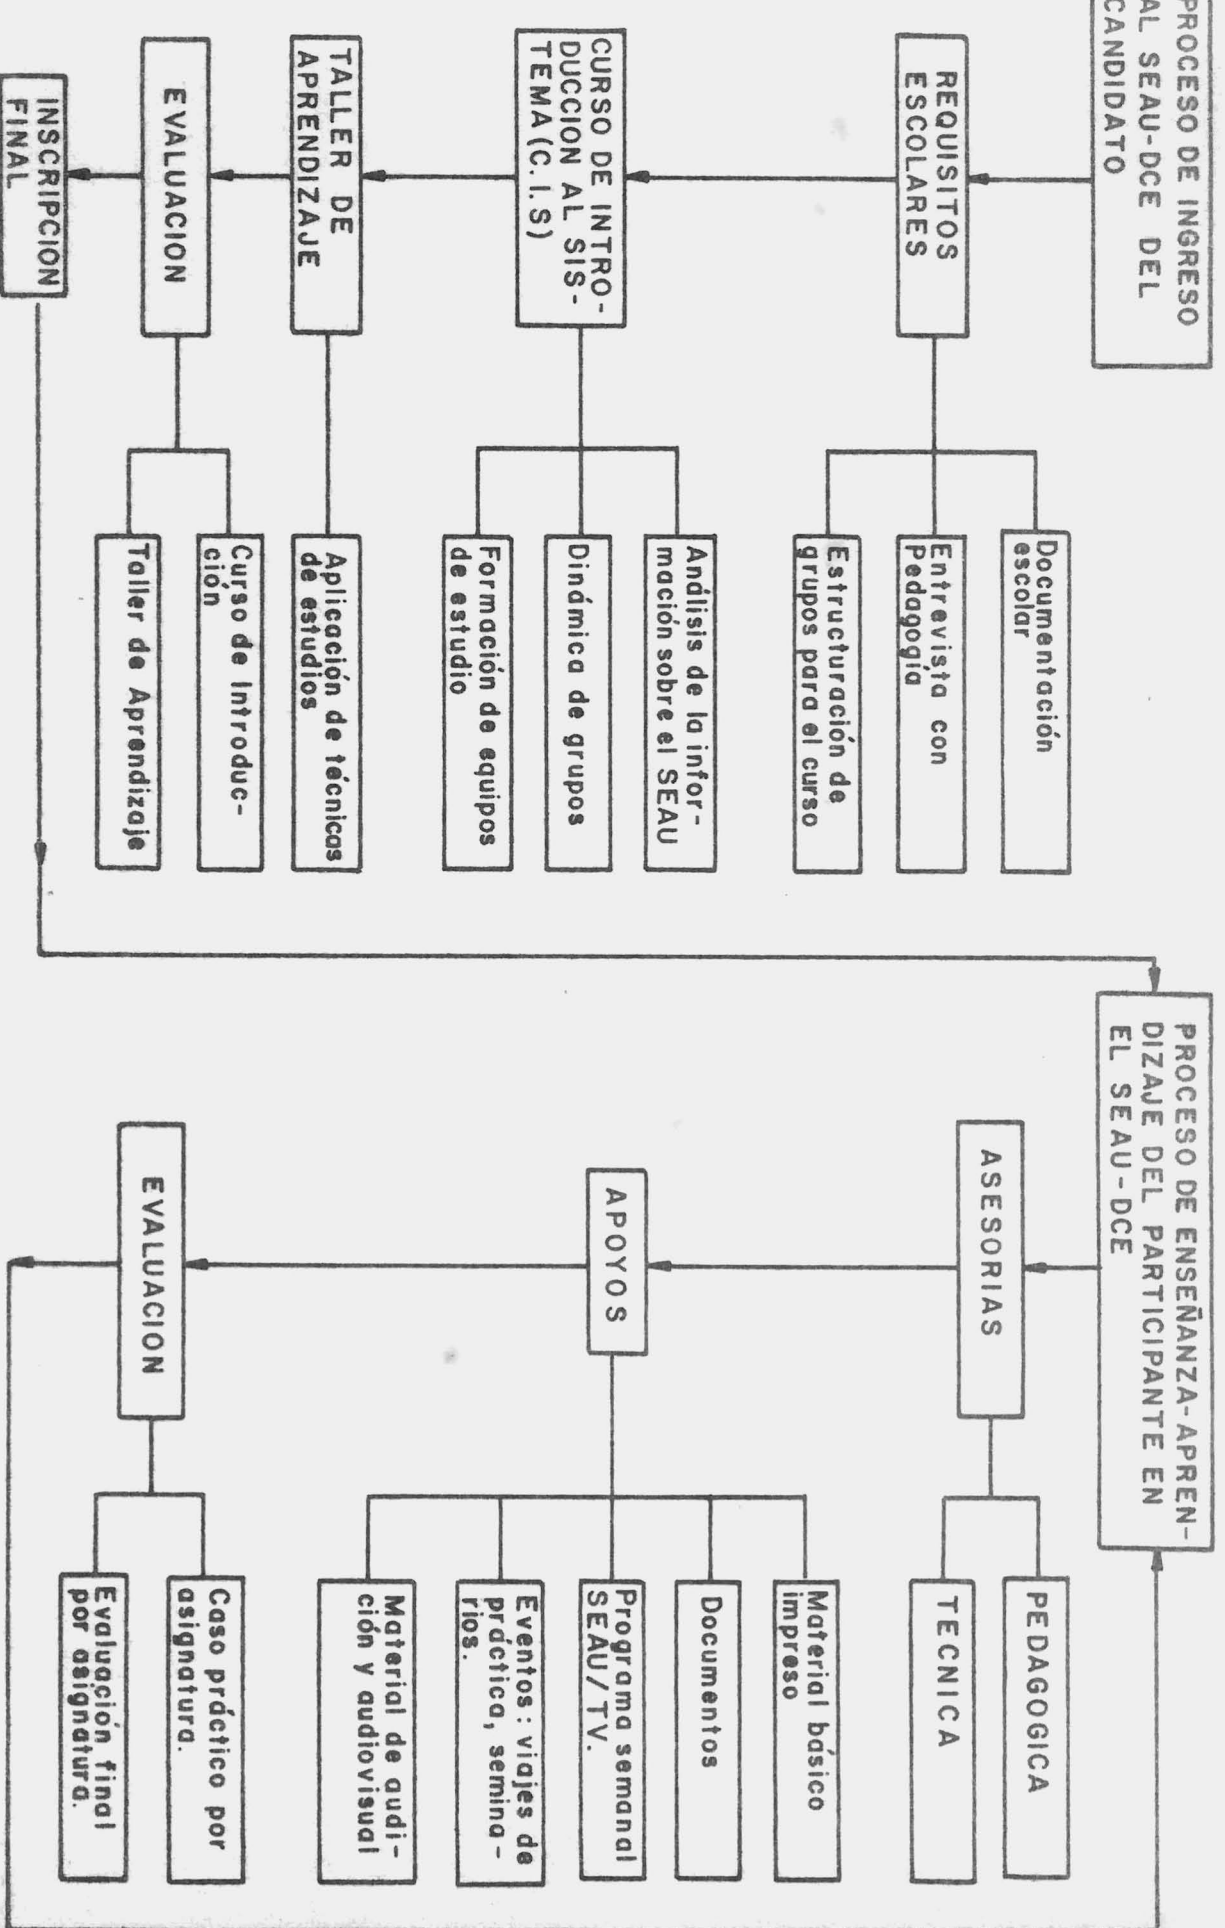 PROCESO DE INGRESO
AL SEAU-DCE DEL
CANDIDATO
REQUISITOS
ESCOLARES
Documentación
escolar
Entrevista con
Pedagogía
Estructuración de
grupos para el curso
CURSO DE INTRO-
DUCCION AL SIS-
TEMA (C.I.S)
Análisis de la infor-
mación sobre el SEAU
Dinámica de grupos
Formación de equipos
de estudio
TALLER DE
APRENDIZAJE
Aplicación de técnicas
de estudios
EVALUACION
Curso de Introduc-
ción
Taller de Aprendizaje
INSCRIPCION
FINAL
PROCESO DE ENSEÑANZA-APREN-
DIZAJE DEL PARTICIPANTE EN
EL SEAU-DCE
ASESORIAS
PEDAGOGICA
TECNICA
APOYOS
Material básico
impreso
Documentos
Programa semanal
SEAU/TV.
Eventos: viajes de
práctica, semina-
rios.
Material de audi-
ción y audiovisual
EVALUACION
Caso práctico por
asignatura.
Evaluación final
por asignatura.